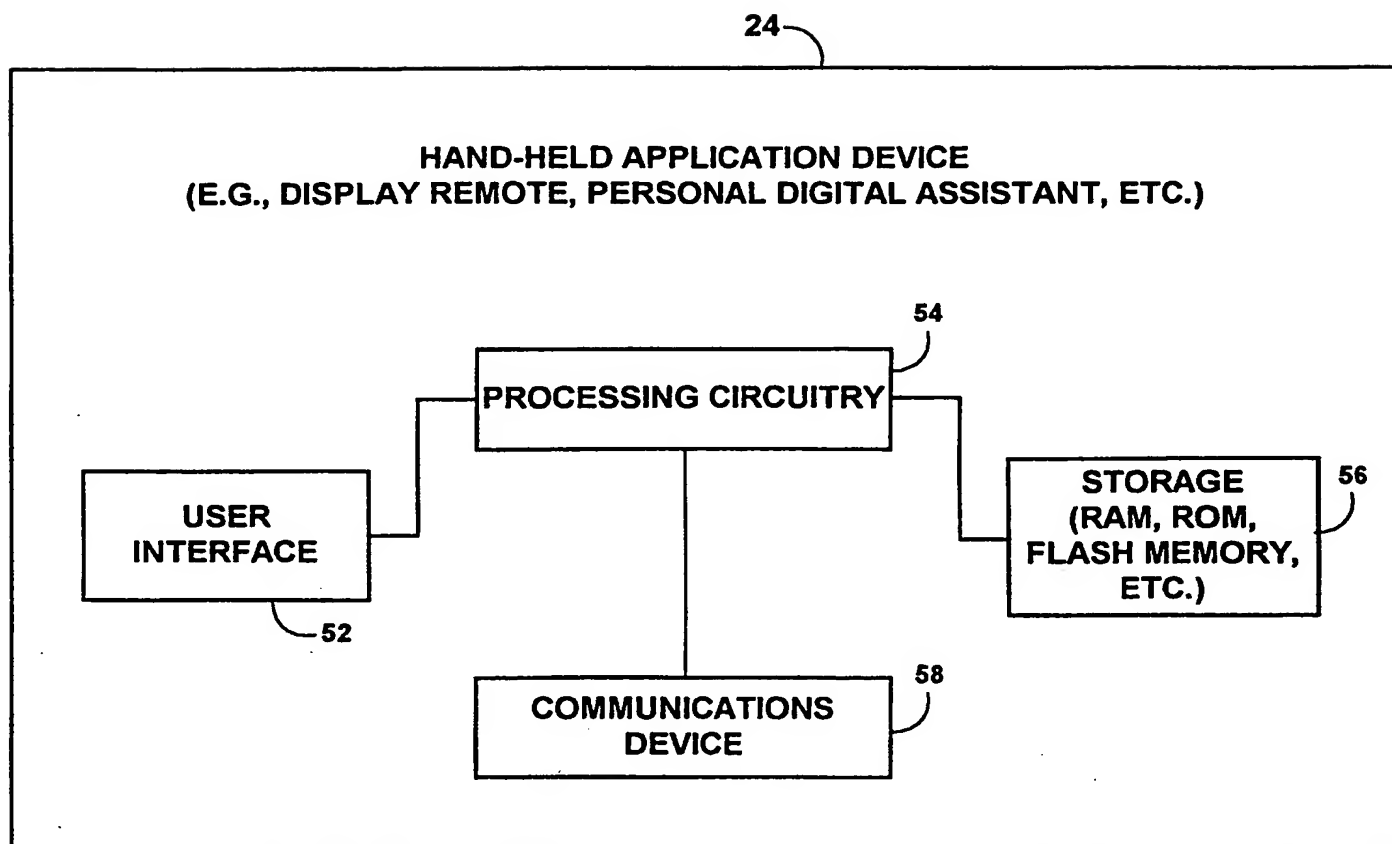 24
HAND-HELD APPLICATION DEVICE
(E.G., DISPLAY REMOTE, PERSONAL DIGITAL ASSISTANT, ETC.)
54
PROCESSING CIRCUITRY
USER
INTERFACE
52
STORAGE
(RAM, ROM,
FLASH MEMORY,
ETC.)
56
58
COMMUNICATIONS
DEVICE